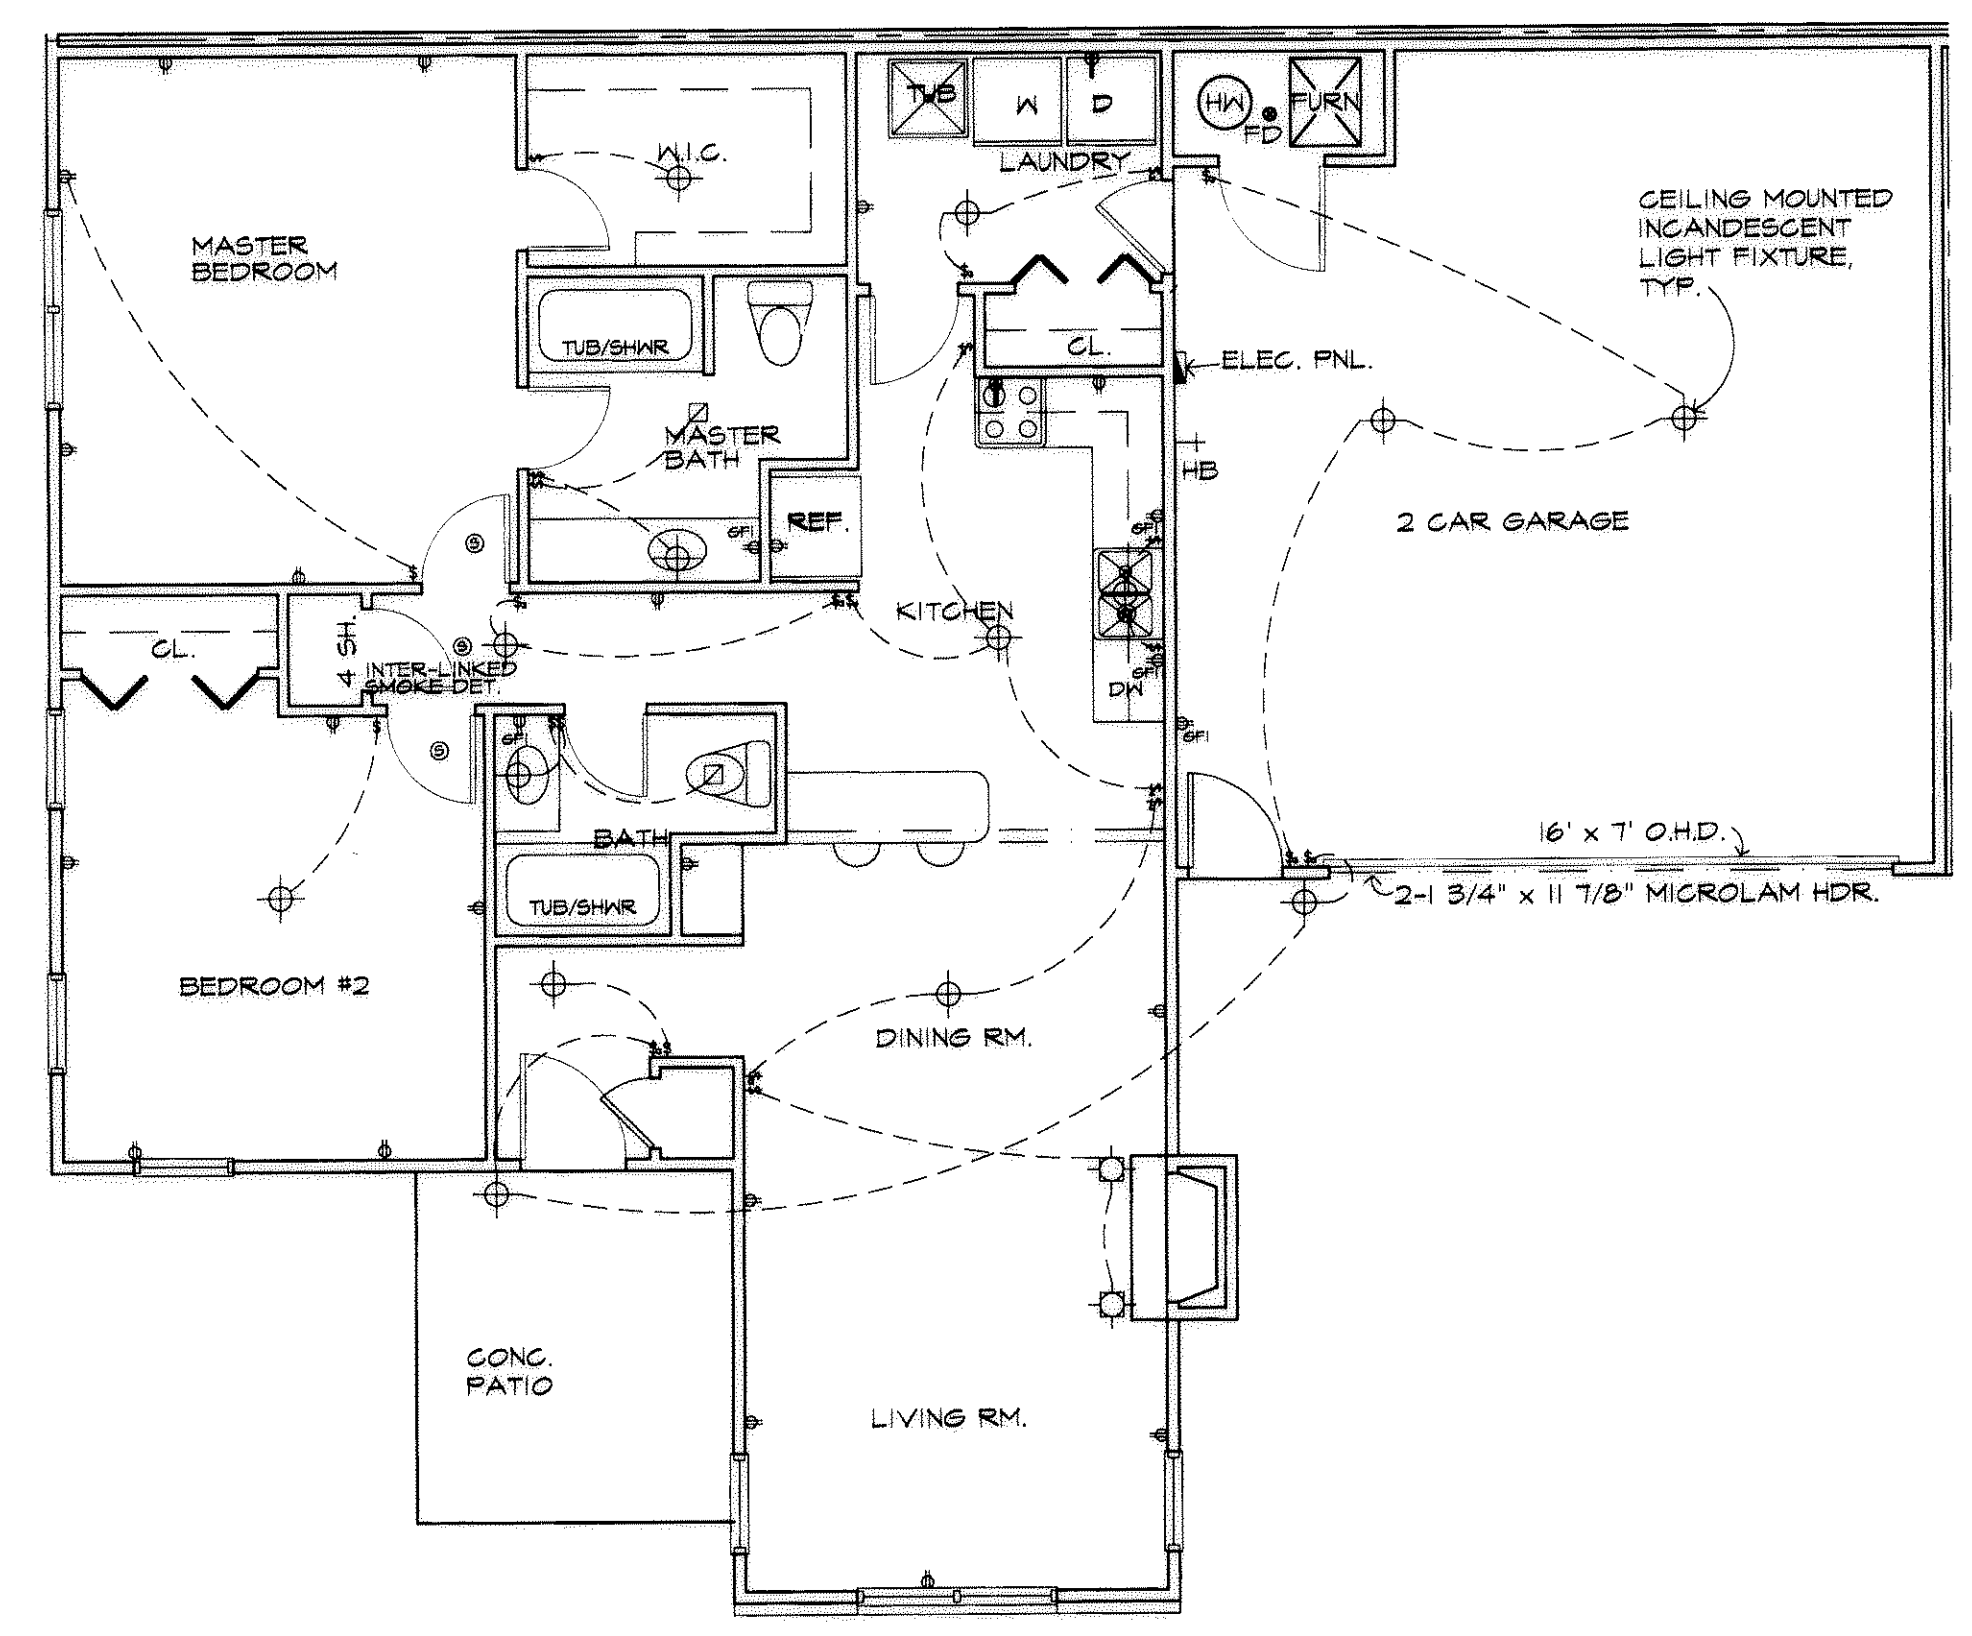 TUB
W
D
HW
FD
FURN
W.I.C.
LAUNDRY
CEILING MOUNTED
INCANDESCENT
LIGHT FIXTURE,
TYP.
MASTER
BEDROOM
TUB/SHWR
CL.
ELEC. PNL.
MASTER
BATH
HB
REF.
GFI
GFI
2 CAR GARAGE
KITCHEN
CL.
4 SH.
S
S
INTER-LINKED
SMOKE DET.
GFI
DW
S
GFI
GFI
BATH
16' x 7' O.H.D.
2-1 3/4" x 11 7/8" MICROLAM HDR.
TUB/SHWR
BEDROOM #2
DINING RM.
CONC.
PATIO
LIVING RM.